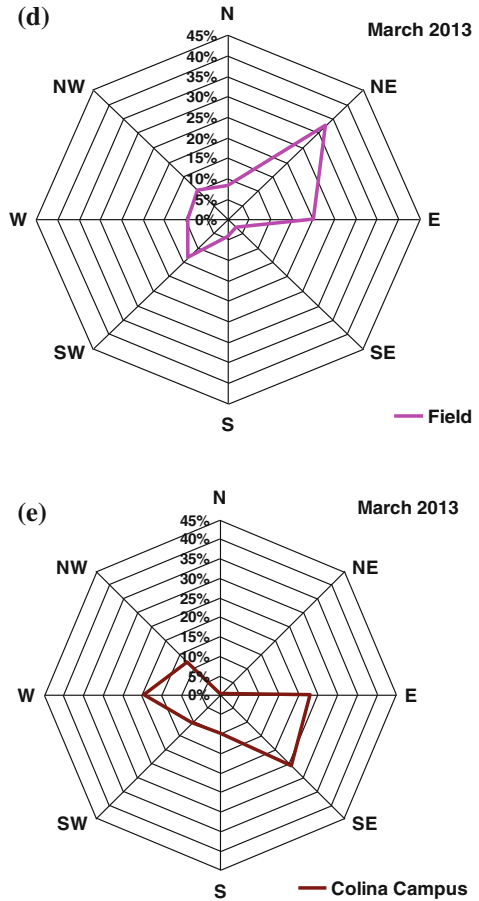 (d)
N
March 2013
45%
40%
35%
30%
25%
20%
15%
10%
5%
0%
NW
NE
W
E
SW
SE
S
Field
(e)
N
March 2013
45%
40%
35%
30%
25%
20%
15%
10%
5%
0%
NW
NE
W
E
SW
SE
S
Colina Campus